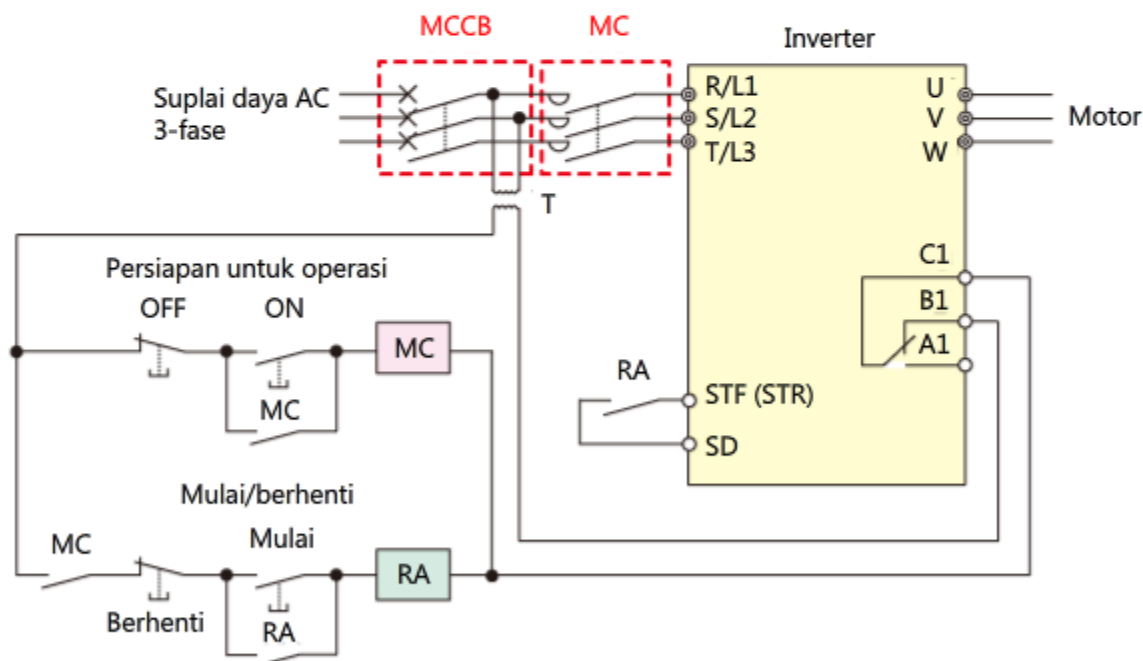 MCCB
MC
Inverter
Suplai daya AC
3-fase
R/L1
S/L2
T/L3
U
V
W
Motor
T
Persiapan untuk operasi
OFF
ON
MC
MC
C1
B1
A1
RA
STF (STR)
SD
Mulai/berhenti
MC
Mulai
RA
Berhenti
RA